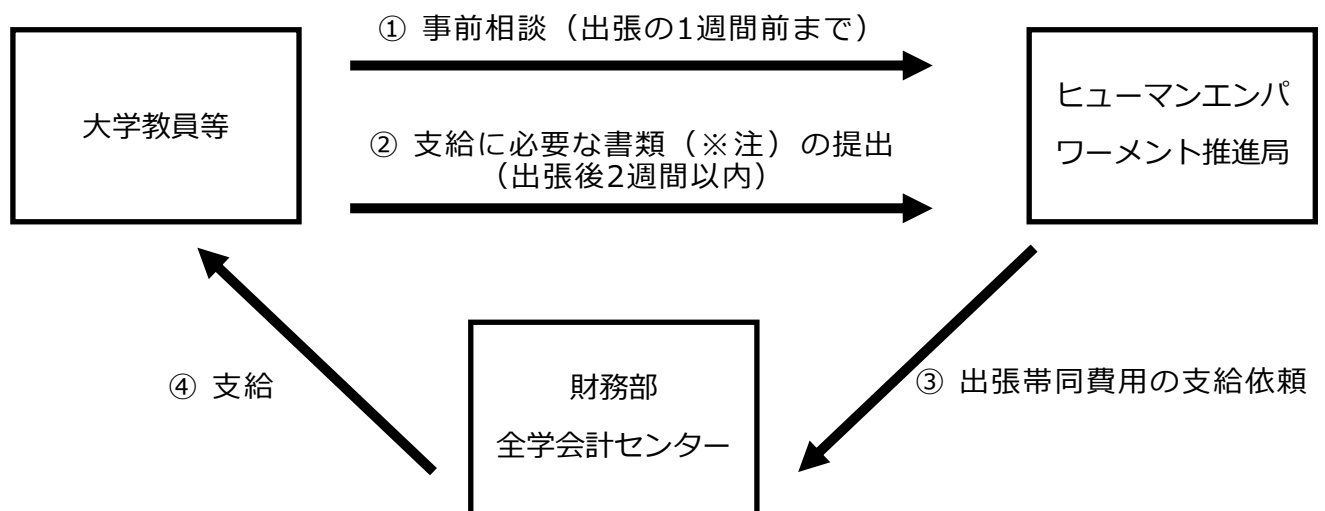 ① 事前相談（出張の1週間前まで）
大学教員等
ヒューマンエンパ
ワーメント推進局
② 支給に必要な書類（※注）の提出
（出張後2週間以内）
④ 支給
財務部
全学会計センター
③ 出張帯同費用の支給依頼